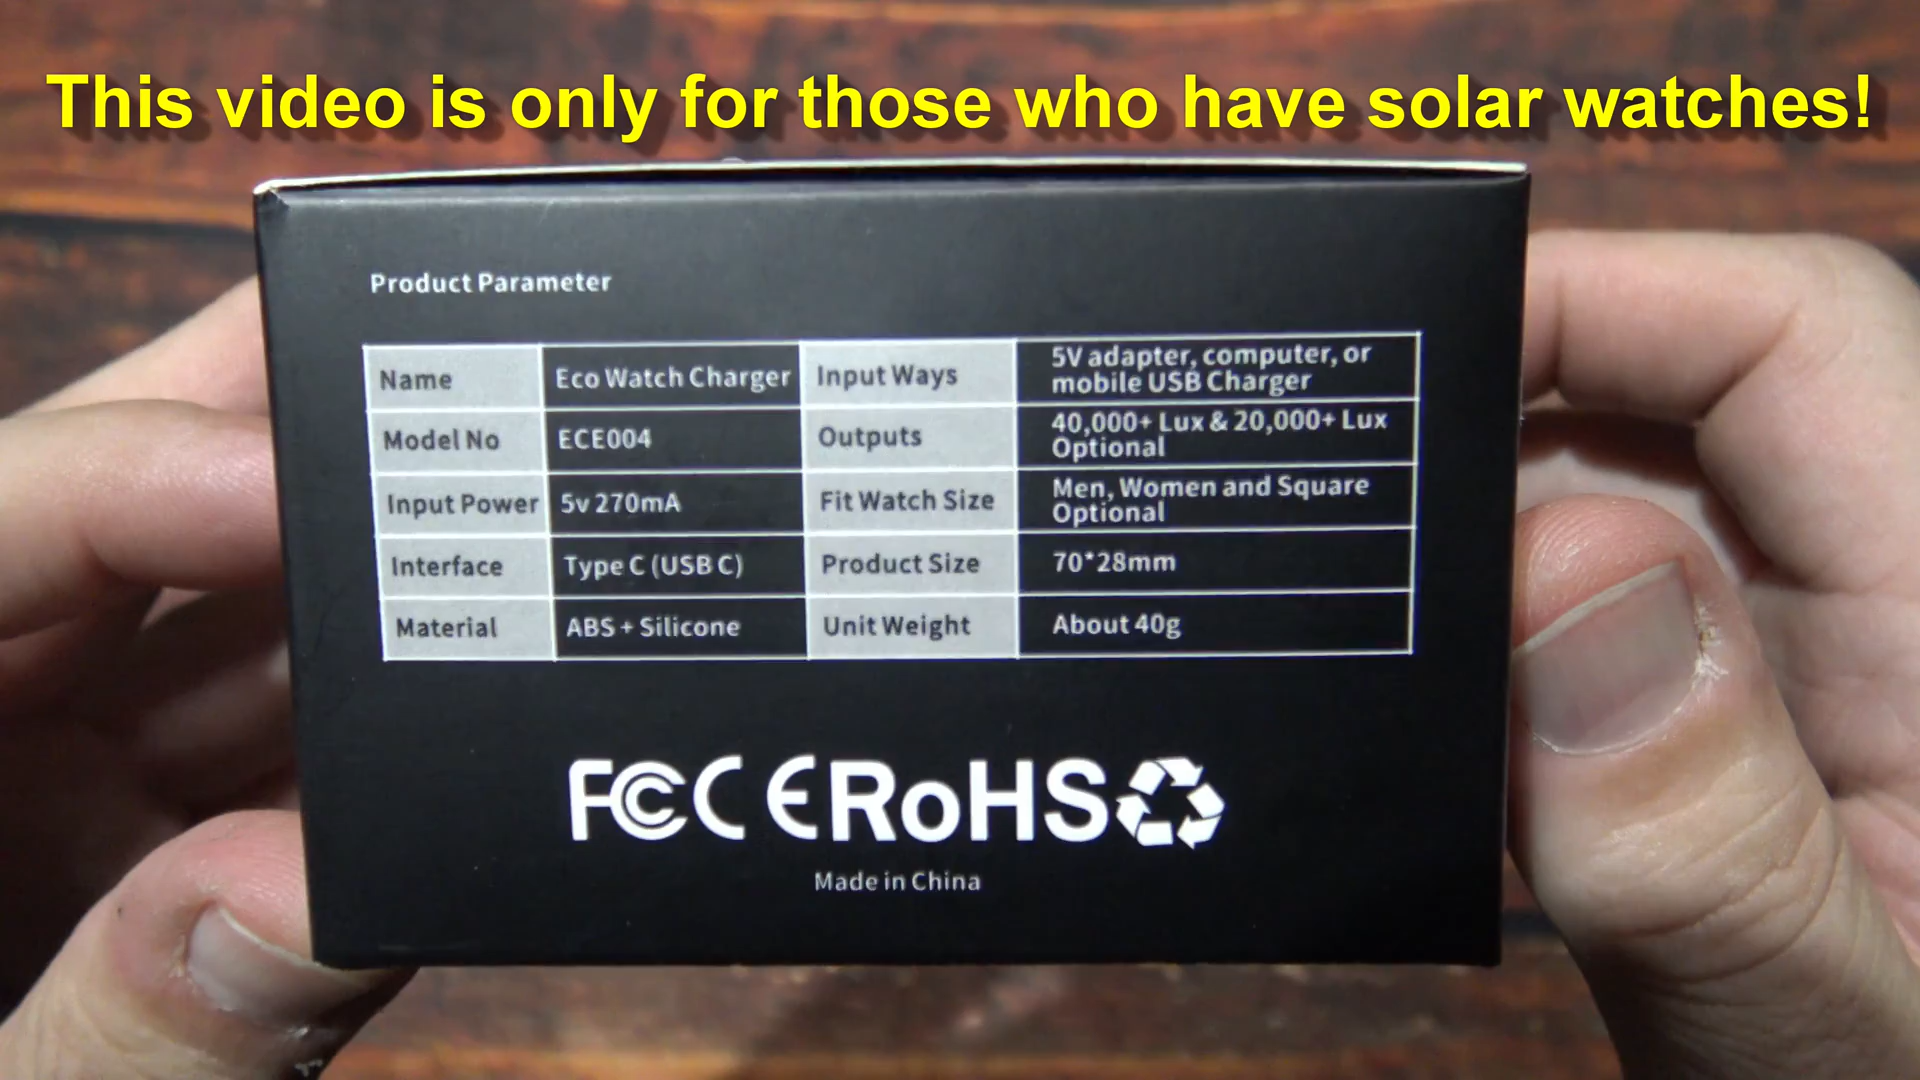 This video is only for those who have solar watches!
Product Parameter
Name Eco Watch Charger Input Ways 5V adapter, computer, or
mobile USB Charger
Model No ECE004 Outputs 40,000+ Lux & 20,000+ Lux
Optional
Input Power 5v 270mA Fit Watch Size Men, Women and Square
Optional
Interface Type C (USB C) Product Size 70*28mm
Material ABS + Silicone Unit Weight About 40g
FC CE RoHS
Made in China